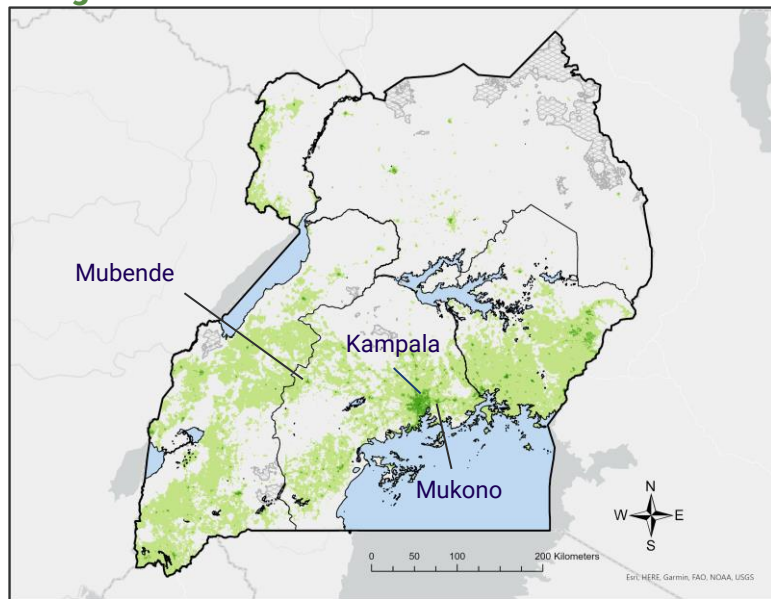 Mubende
Kampala
Mukono
N
W E
S
0 50 100 200 Kilometers
Esri, HERE, Garmin, FAO, NOAA, USGS